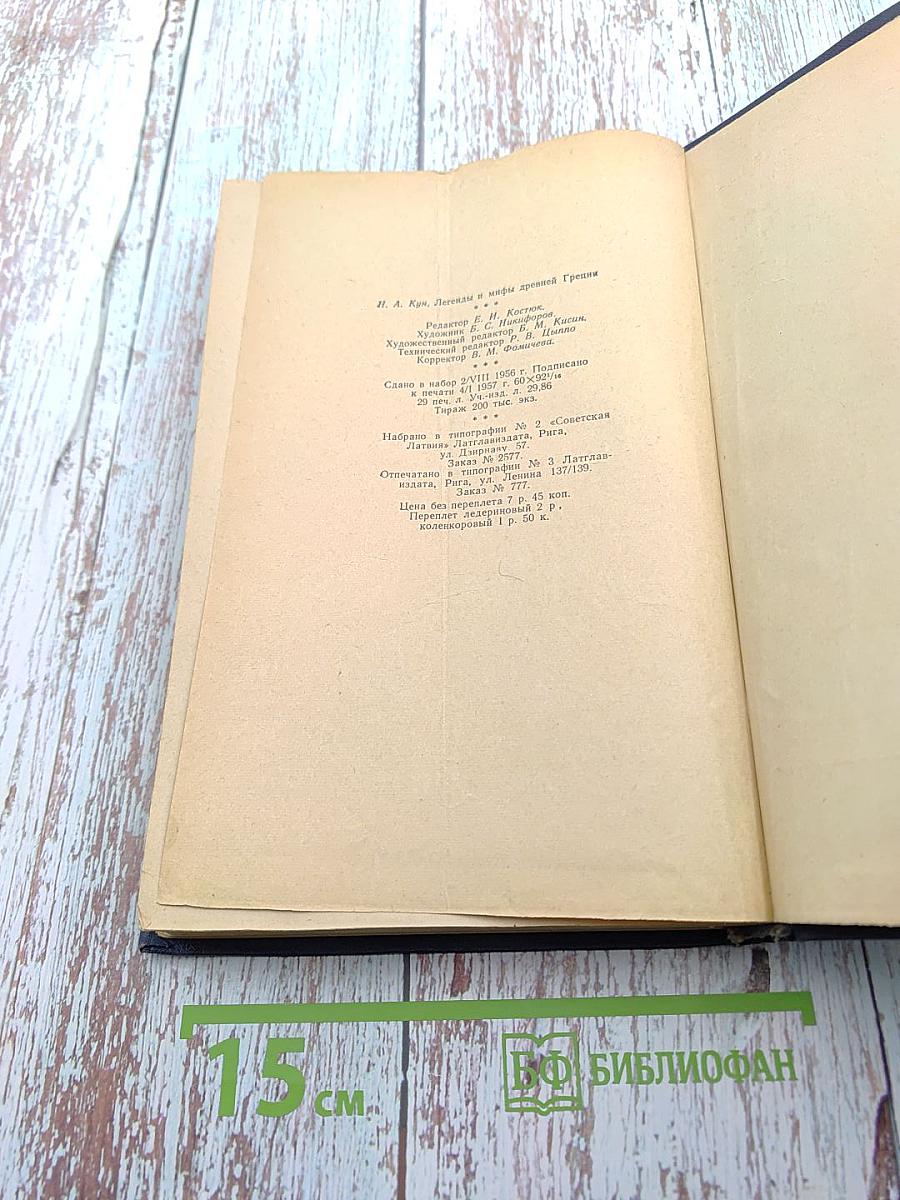 Н. А. Кун, Легенды и мифы древней Греции
* * *
Редактор Е. И. Костюк.
Художник Б. С. Никифоров.
Художественный редактор Б. М. Кисин.
Технический редактор Р. В. Цыппо
Корректор В. М. Фомичева.
* * *
Сдано в набор 2/VIII 1956 г. Подписано
к печати 4/I 1957 г. 60×92¹/₁₆
29 печ. л. Уч.-изд. л. 29,86
Тираж 200 тыс. экз.
* * *
Набрано в типографии № 2 «Советская
Латвия» Латглавиздата, Рига,
ул. Дзирнаву 57.
Заказ № 2577.
Отпечатано в типографии № 3 Латглав-
издата, Рига, ул. Ленина 137/139.
Заказ № 777.
Цена без переплета 7 р. 45 коп.
Переплет ледериновый 2 р,
коленкоровый 1 р. 50 к.
15 см
БФ БИБЛИОФАН